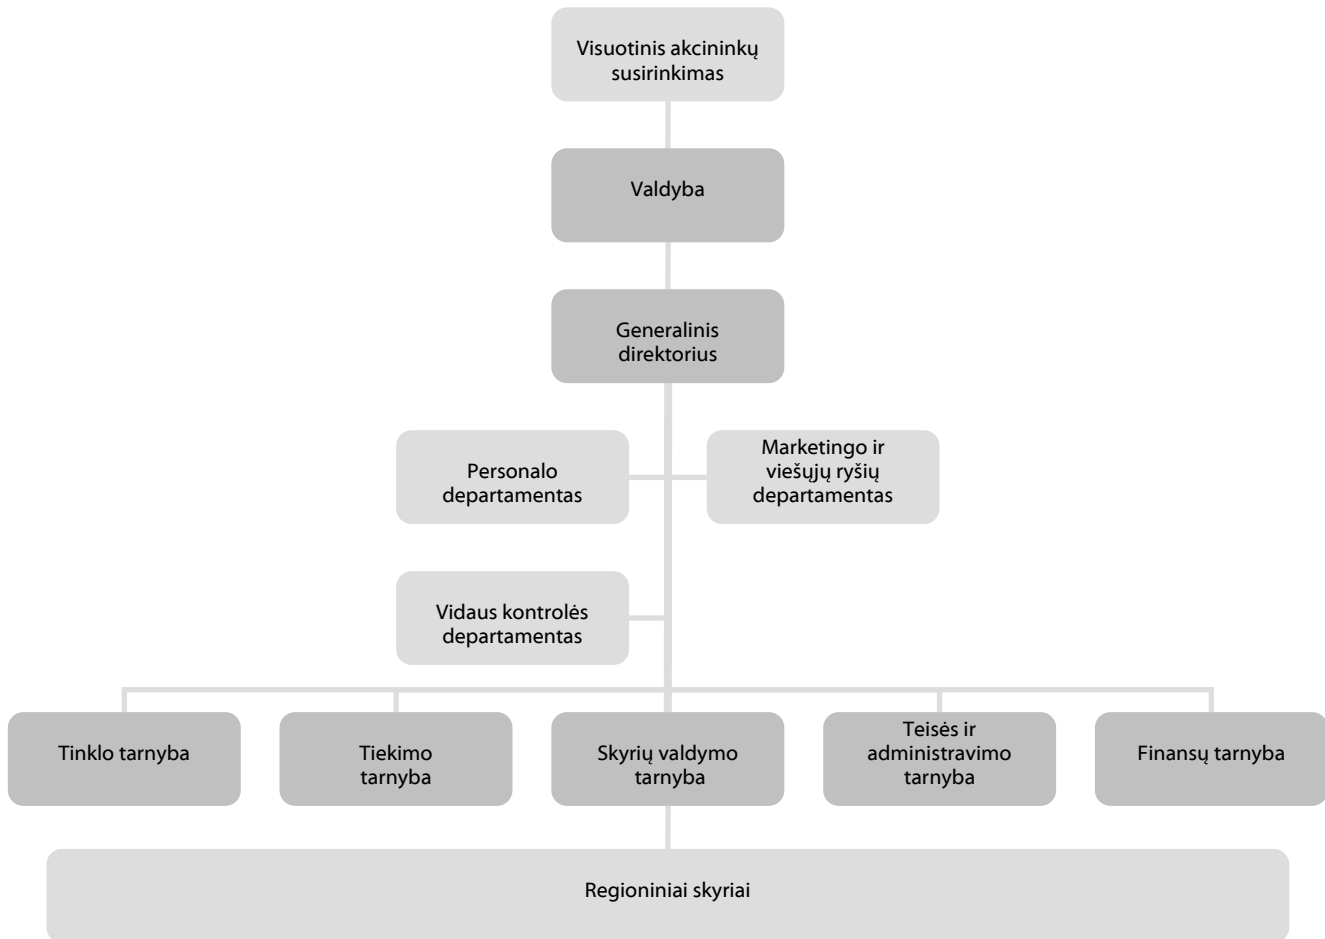 Visuotinis akcininkų
susirinkimas
Valdyba
Generalinis
direktorius
Personalo
departamentas
Marketingo ir
viešųjų ryšių
departamentas
Vidaus kontrolės
departamentas
Tinklo tarnyba
Tiekimo
tarnyba
Skyrių valdymo
tarnyba
Teisės ir
administravimo
tarnyba
Finansų tarnyba
Regioniniai skyriai